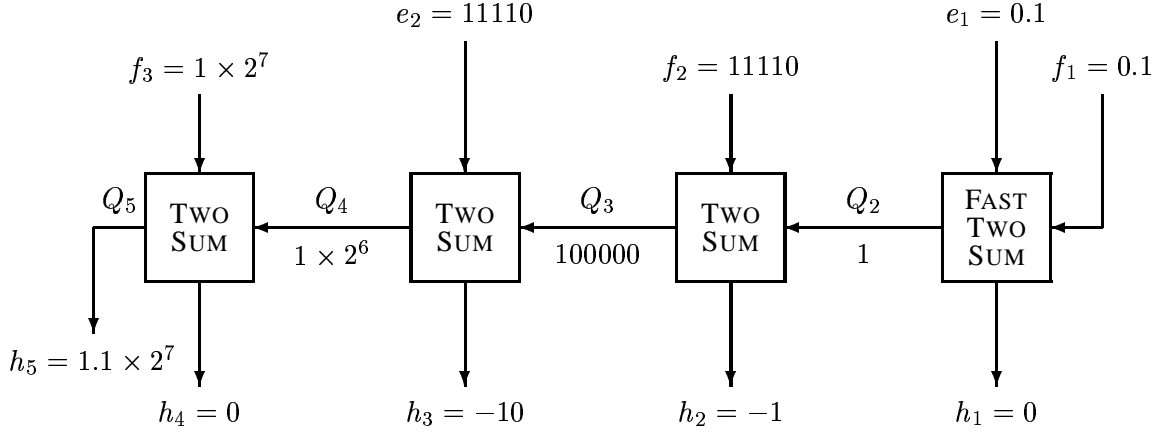 e₂ = 11110
e₁ = 0.1
f₃ = 1 × 2⁷
f₂ = 11110
f₁ = 0.1
Q₅
TWO
SUM
Q₄
1 × 2⁶
TWO
SUM
Q₃
100000
TWO
SUM
Q₂
1
FAST
TWO
SUM
h₅ = 1.1 × 2⁷
h₄ = 0
h₃ = −10
h₂ = −1
h₁ = 0